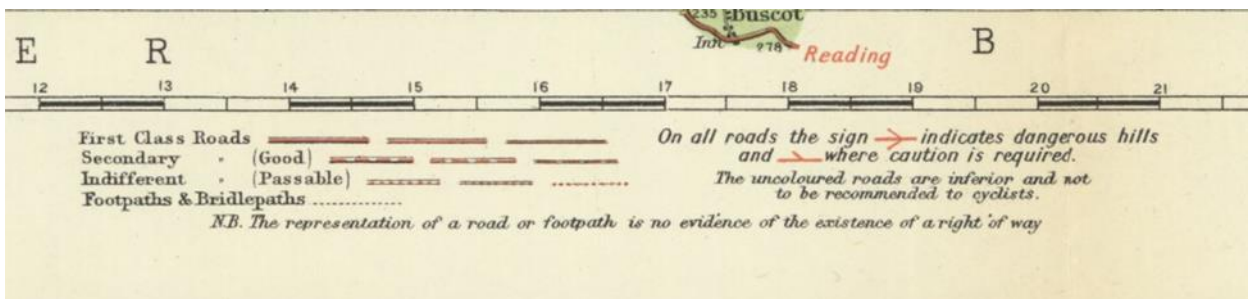 235 Buscot
Inn 278 Reading
E R B
12 13 14 15 16 17 18 19 20 21
First Class Roads
Secondary " (Good)
Indifferent " (Passable)
Footpaths & Bridlepaths
On all roads the sign indicates dangerous hills
and where caution is required.
The uncoloured roads are inferior and not
to be recommended to cyclists.
N.B. The representation of a road or footpath is no evidence of the existence of a right of way